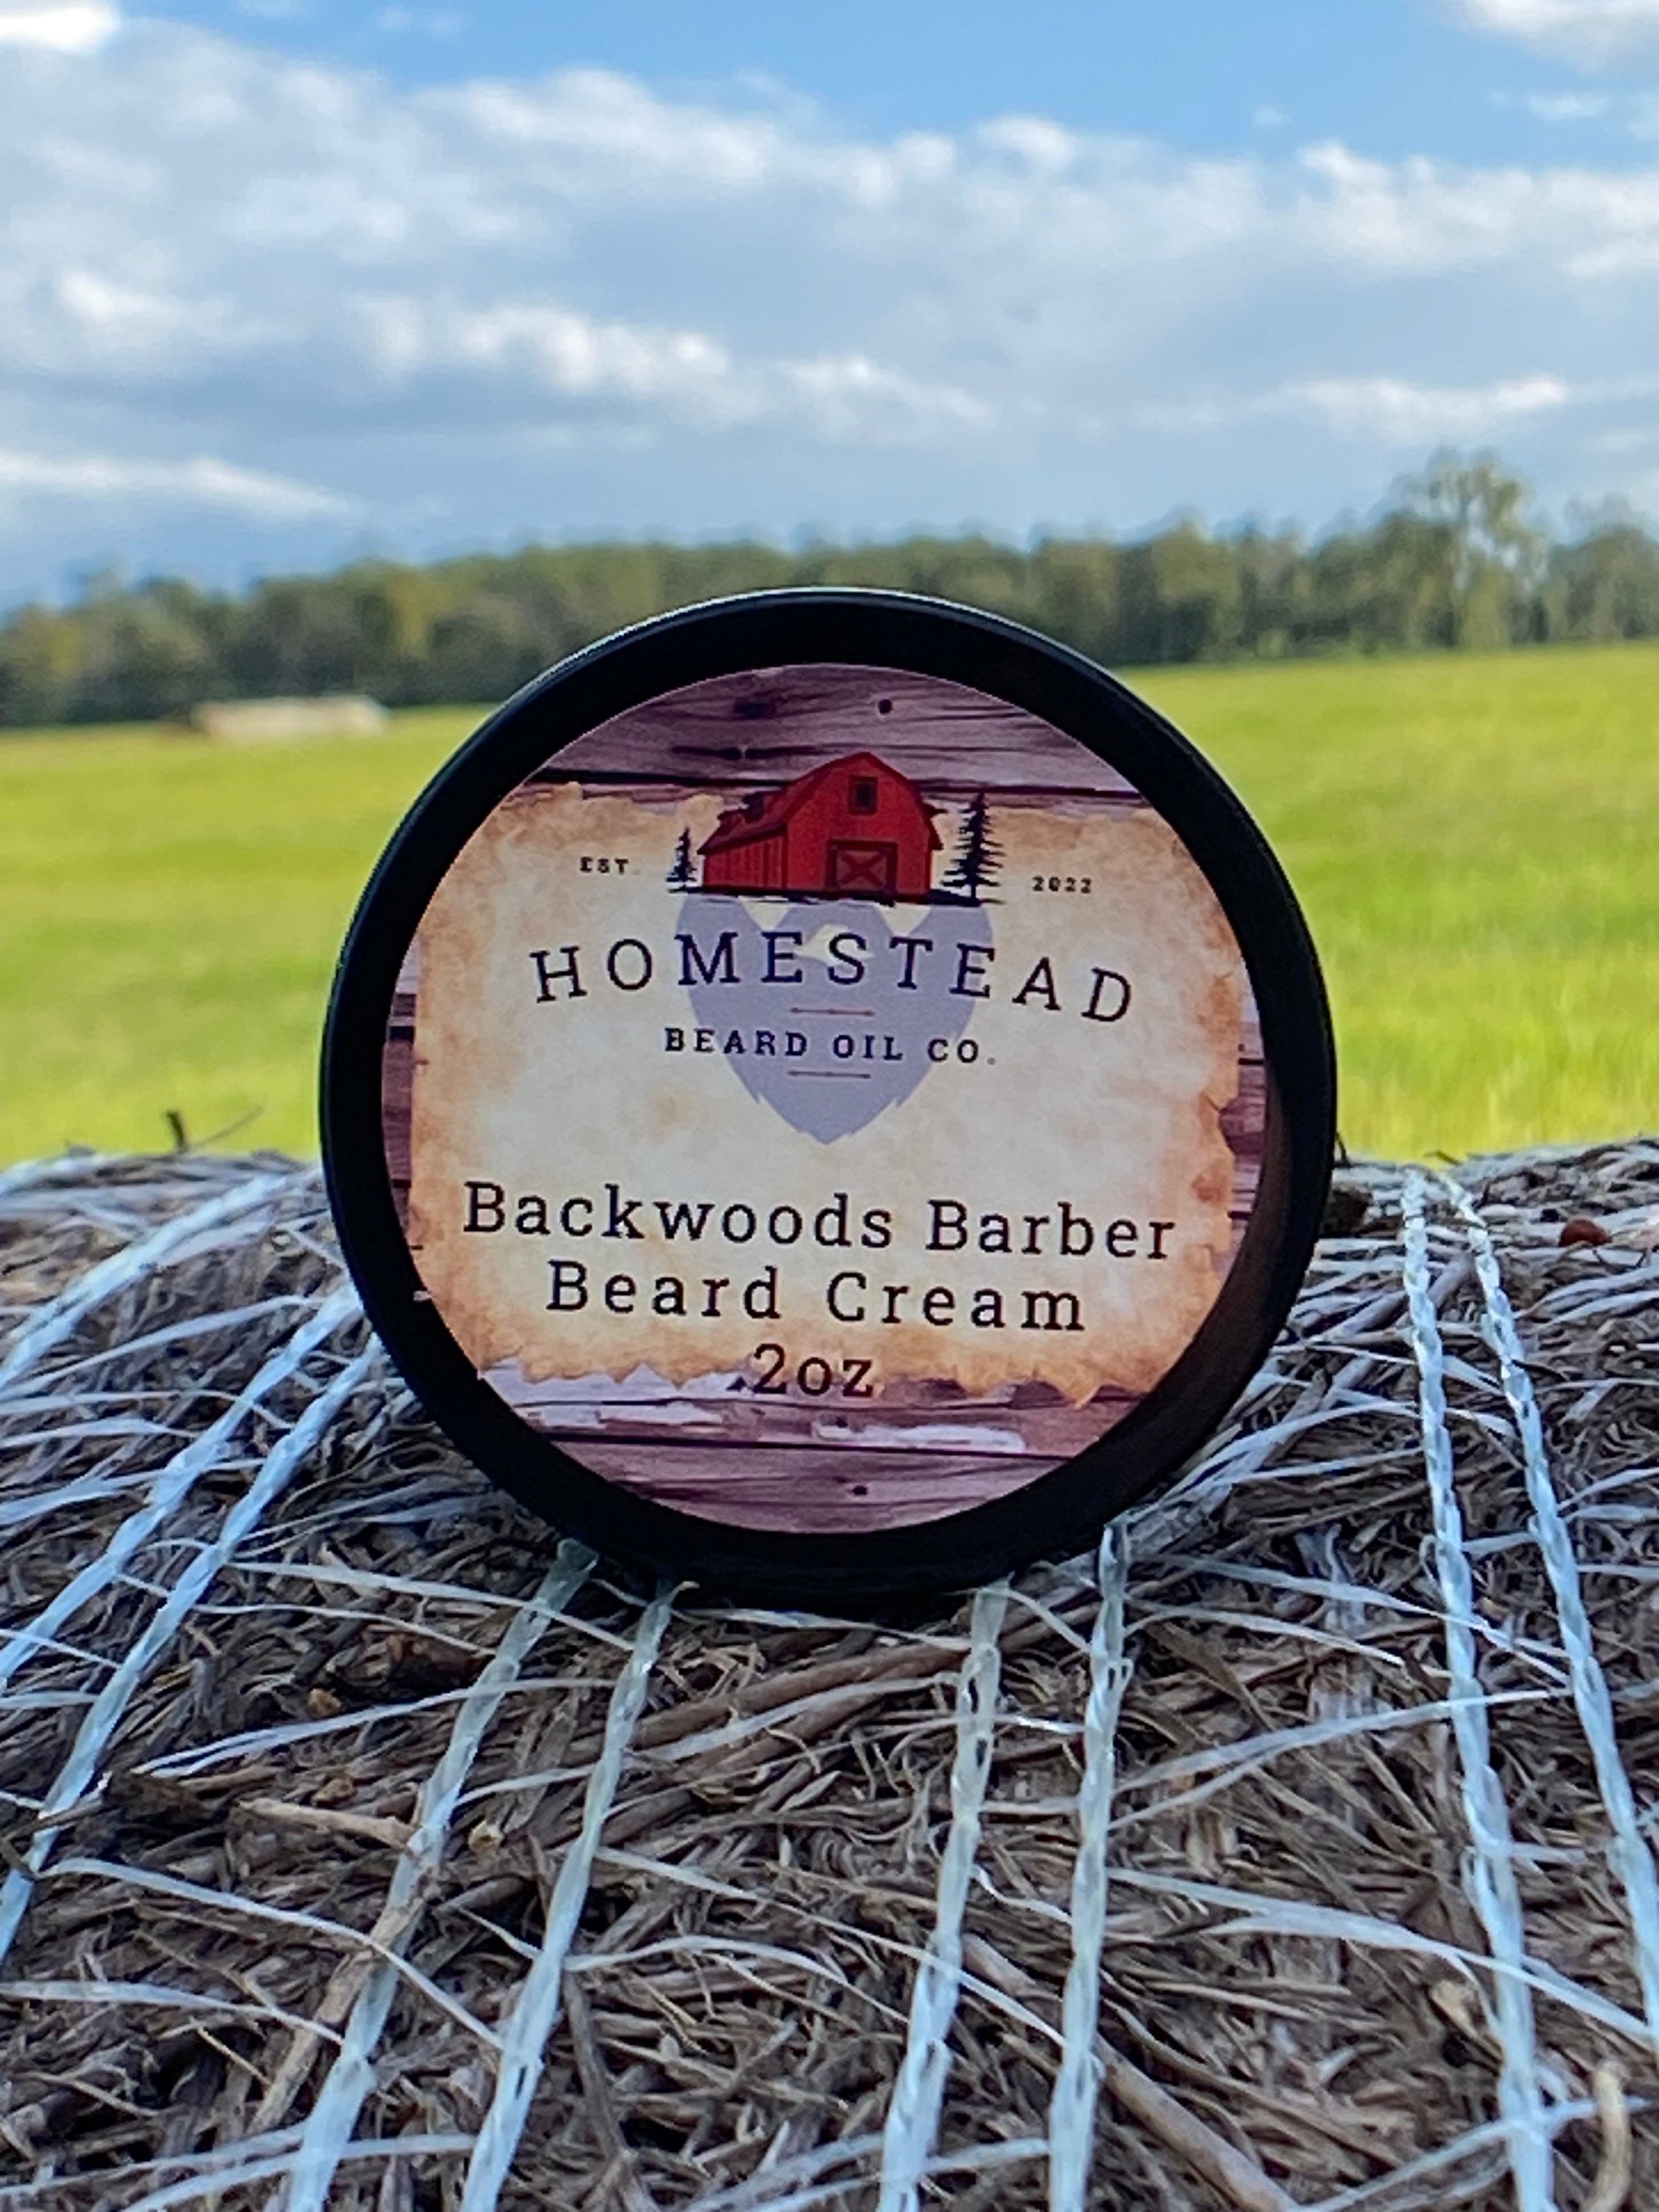 EST. 2022
HOMESTEAD
BEARD OIL CO.
Backwoods Barber
Beard Cream
2oz